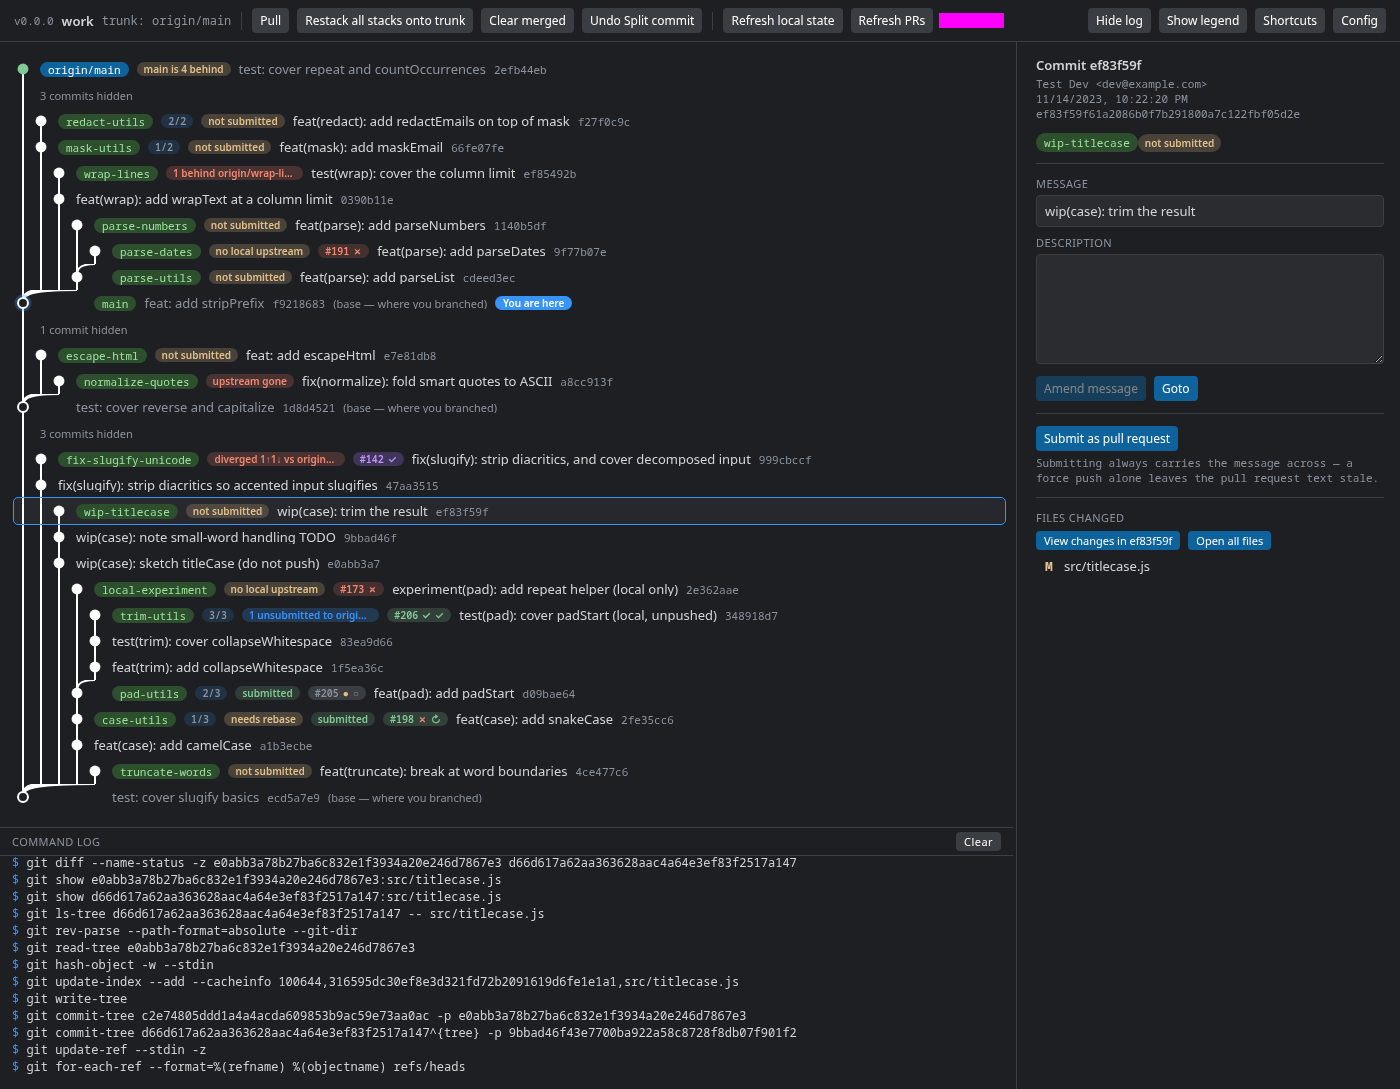 v0.0.0 work trunk: origin/main Pull Restack all stacks onto trunk Clear merged Undo Split commit Refresh local state Refresh PRs Hide log Show legend Shortcuts Config
origin/main main is 4 behind test: cover repeat and countOccurrences 2efb44eb
3 commits hidden
redact-utils 2/2 not submitted feat(redact): add redactEmails on top of mask f27f0c9c
mask-utils 1/2 not submitted feat(mask): add maskEmail 66fe07fe
wrap-lines 1 behind origin/wrap-li... test(wrap): cover the column limit ef85492b
feat(wrap): add wrapText at a column limit 0390b11e
parse-numbers not submitted feat(parse): add parseNumbers 1140b5df
parse-dates no local upstream #191 × feat(parse): add parseDates 9f77b07e
parse-utils not submitted feat(parse): add parseList cdeed3ec
main feat: add stripPrefix f9218683 (base — where you branched) You are here
1 commit hidden
escape-html not submitted feat: add escapeHtml e7e81db8
normalize-quotes upstream gone fix(normalize): fold smart quotes to ASCII a8cc913f
test: cover reverse and capitalize 1d8d4521 (base — where you branched)
3 commits hidden
fix-slugify-unicode diverged 1↑1↓ vs origin... #142 ✓ fix(slugify): strip diacritics, and cover decomposed input 999cbccf
fix(slugify): strip diacritics so accented input slugifies 47aa3515
wip-titlecase not submitted wip(case): trim the result ef83f59f
wip(case): note small-word handling TODO 9bbad46f
wip(case): sketch titleCase (do not push) e0abb3a7
local-experiment no local upstream #173 × experiment(pad): add repeat helper (local only) 2e362aae
trim-utils 3/3 1 unsubmitted to origi... #206 ✓ ✓ test(pad): cover padStart (local, unpushed) 348918d7
test(trim): cover collapseWhitespace 83ea9d66
feat(trim): add collapseWhitespace 1f5ea36c
pad-utils 2/3 submitted #205 ● ○ feat(pad): add padStart d09bae64
case-utils 1/3 needs rebase submitted #198 × ↻ feat(case): add snakeCase 2fe35cc6
feat(case): add camelCase a1b3ecbe
truncate-words not submitted feat(truncate): break at word boundaries 4ce477c6
test: cover slugify basics ecd5a7e9 (base — where you branched)
COMMAND LOG Clear
$ git diff --name-status -z e0abb3a78b27ba6c832e1f3934a20e246d7867e3 d66d617a62aa363628aac4a64e3ef83f2517a147
$ git show e0abb3a78b27ba6c832e1f3934a20e246d7867e3:src/titlecase.js
$ git show d66d617a62aa363628aac4a64e3ef83f2517a147:src/titlecase.js
$ git ls-tree d66d617a62aa363628aac4a64e3ef83f2517a147 -- src/titlecase.js
$ git rev-parse --path-format=absolute --git-dir
$ git read-tree e0abb3a78b27ba6c832e1f3934a20e246d7867e3
$ git hash-object -w --stdin
$ git update-index --add --cacheinfo 100644,316595dc30ef8e3d321fd72b2091619d6fe1e1a1,src/titlecase.js
$ git write-tree
$ git commit-tree c2e74805ddd1a4a4acda609853b9ac59e73aa0ac -p e0abb3a78b27ba6c832e1f3934a20e246d7867e3
$ git commit-tree d66d617a62aa363628aac4a64e3ef83f2517a147^{tree} -p 9bbad46f43e7700ba922a58c8728f8db07f901f2
$ git update-ref --stdin -z
$ git for-each-ref --format=%(refname) %(objectname) refs/heads
Commit ef83f59f
Test Dev <dev@example.com>
11/14/2023, 10:22:20 PM
ef83f59f61a2086b0f7b291800a7c122fbf05d2e
wip-titlecase not submitted
MESSAGE
wip(case): trim the result
DESCRIPTION
Amend message Goto
Submit as pull request
Submitting always carries the message across — a
force push alone leaves the pull request text stale.
FILES CHANGED
View changes in ef83f59f Open all files
M src/titlecase.js